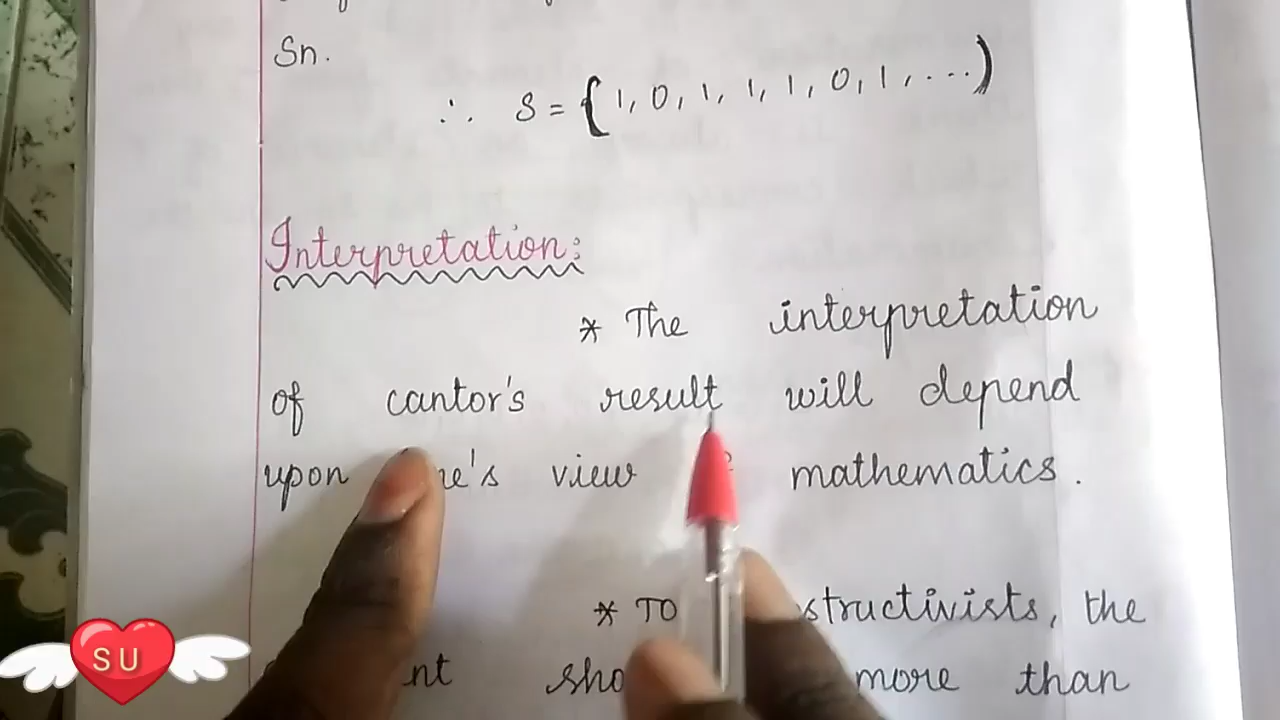 Sn.
∴ S = {1, 0, 1, 1, 1, 0, 1, ...)
Interpretation:
* The interpretation
of cantor's result will depend
upon view mathematics.
* TO the
more than
SU